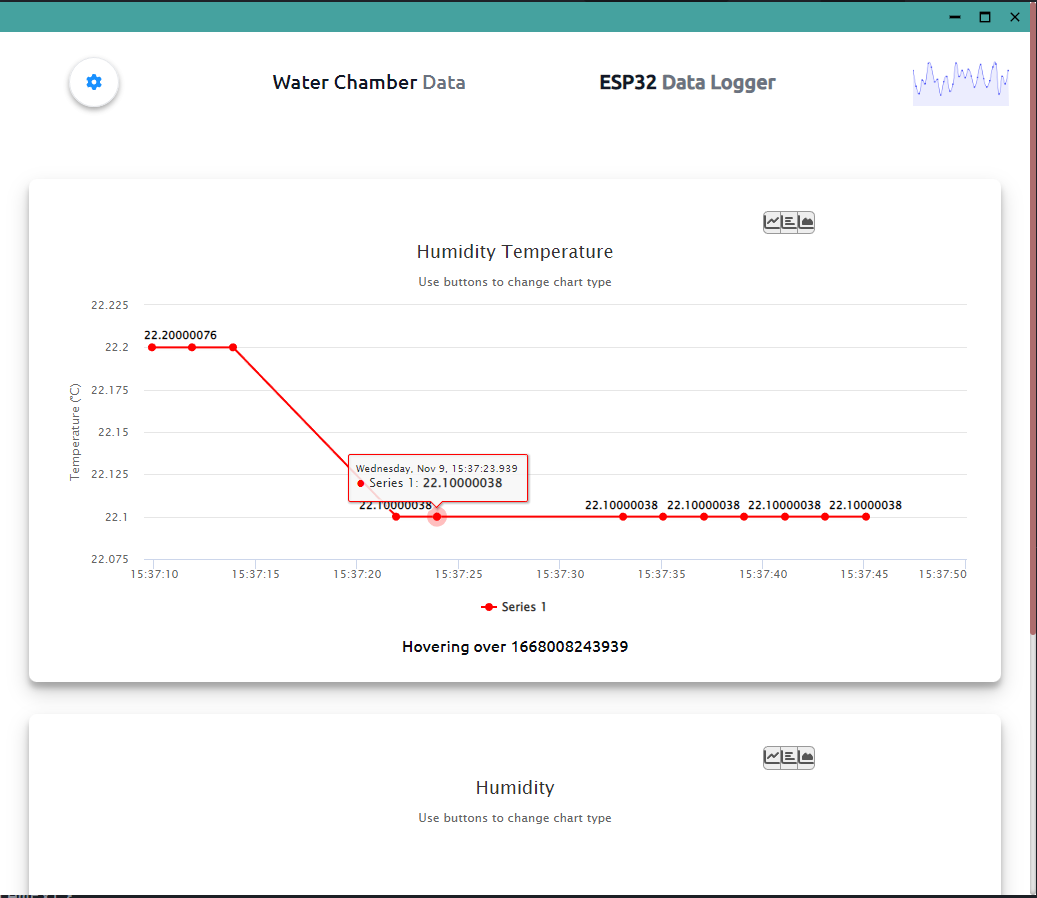 Water Chamber Data
ESP32 Data Logger
Humidity Temperature
Use buttons to change chart type
22.225
22.2
22.175
22.15
22.125
22.1
22.075
Temperature (°C)
22.20000076
Wednesday, Nov 9, 15:37:23.939
Series 1: 22.10000038
22.10000038
22.10000038
22.10000038
22.10000038
22.10000038
15:37:10
15:37:15
15:37:20
15:37:25
15:37:30
15:37:35
15:37:40
15:37:45
15:37:50
Series 1
Hovering over 1668008243939
Humidity
Use buttons to change chart type